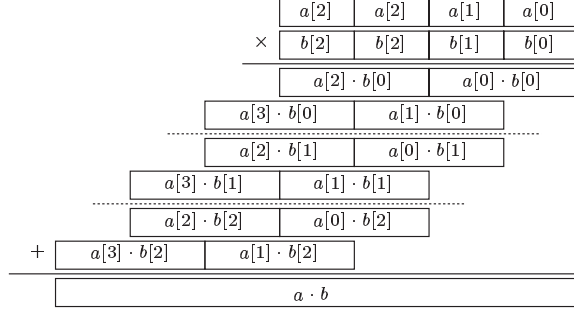 a[2] a[2] a[1] a[0]
× b[2] b[2] b[1] b[0]
a[2] · b[0] a[0] · b[0]
a[3] · b[0] a[1] · b[0]
a[2] · b[1] a[0] · b[1]
a[3] · b[1] a[1] · b[1]
a[2] · b[2] a[0] · b[2]
+ a[3] · b[2] a[1] · b[2]
a · b